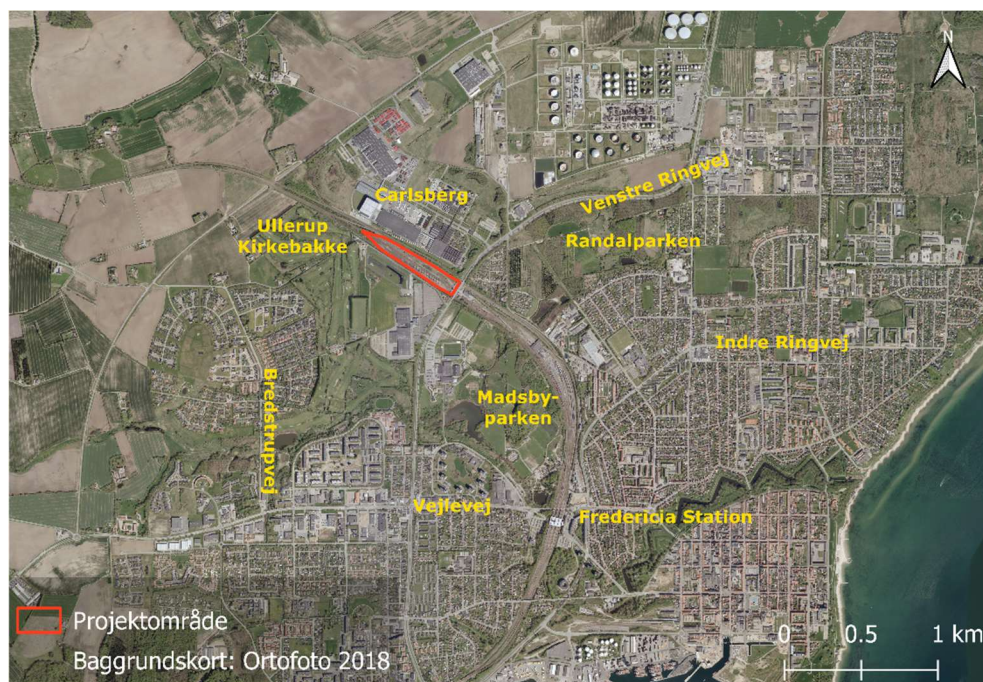 N
Venstre Ringvej
Carlsberg
Ullerup
Kirkebakke
Randalparken
Indre Ringvej
Bredstrupvej
Madsby-
parken
Vejlevej
Fredericia Station
Projektområde
Baggrundskort: Ortofoto 2018
0 0.5 1 km